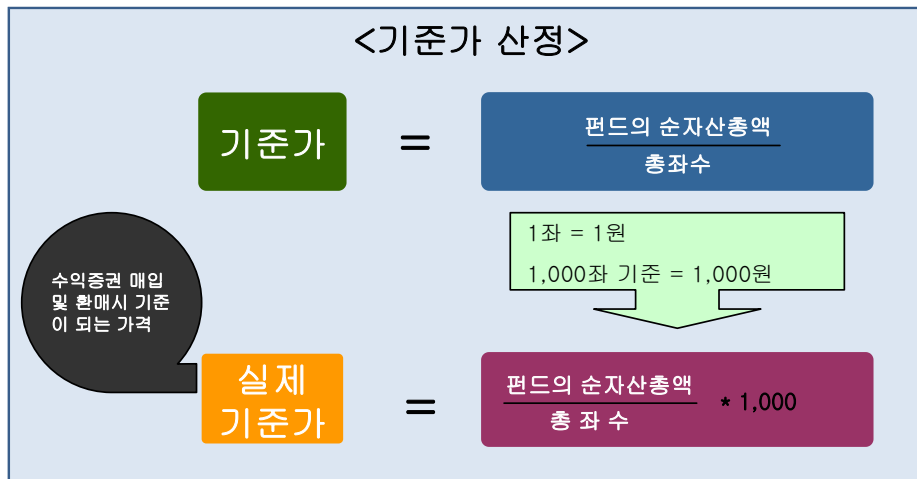 <기준가 산정>
기준가
=
펀드의 순자산총액
총좌수
1좌 = 1원
1,000좌 기준 = 1,000원
수익증권 매입
및 환매시 기준
이 되는 가격
실제
기준가
=
펀드의 순자산총액
총 좌 수
* 1,000